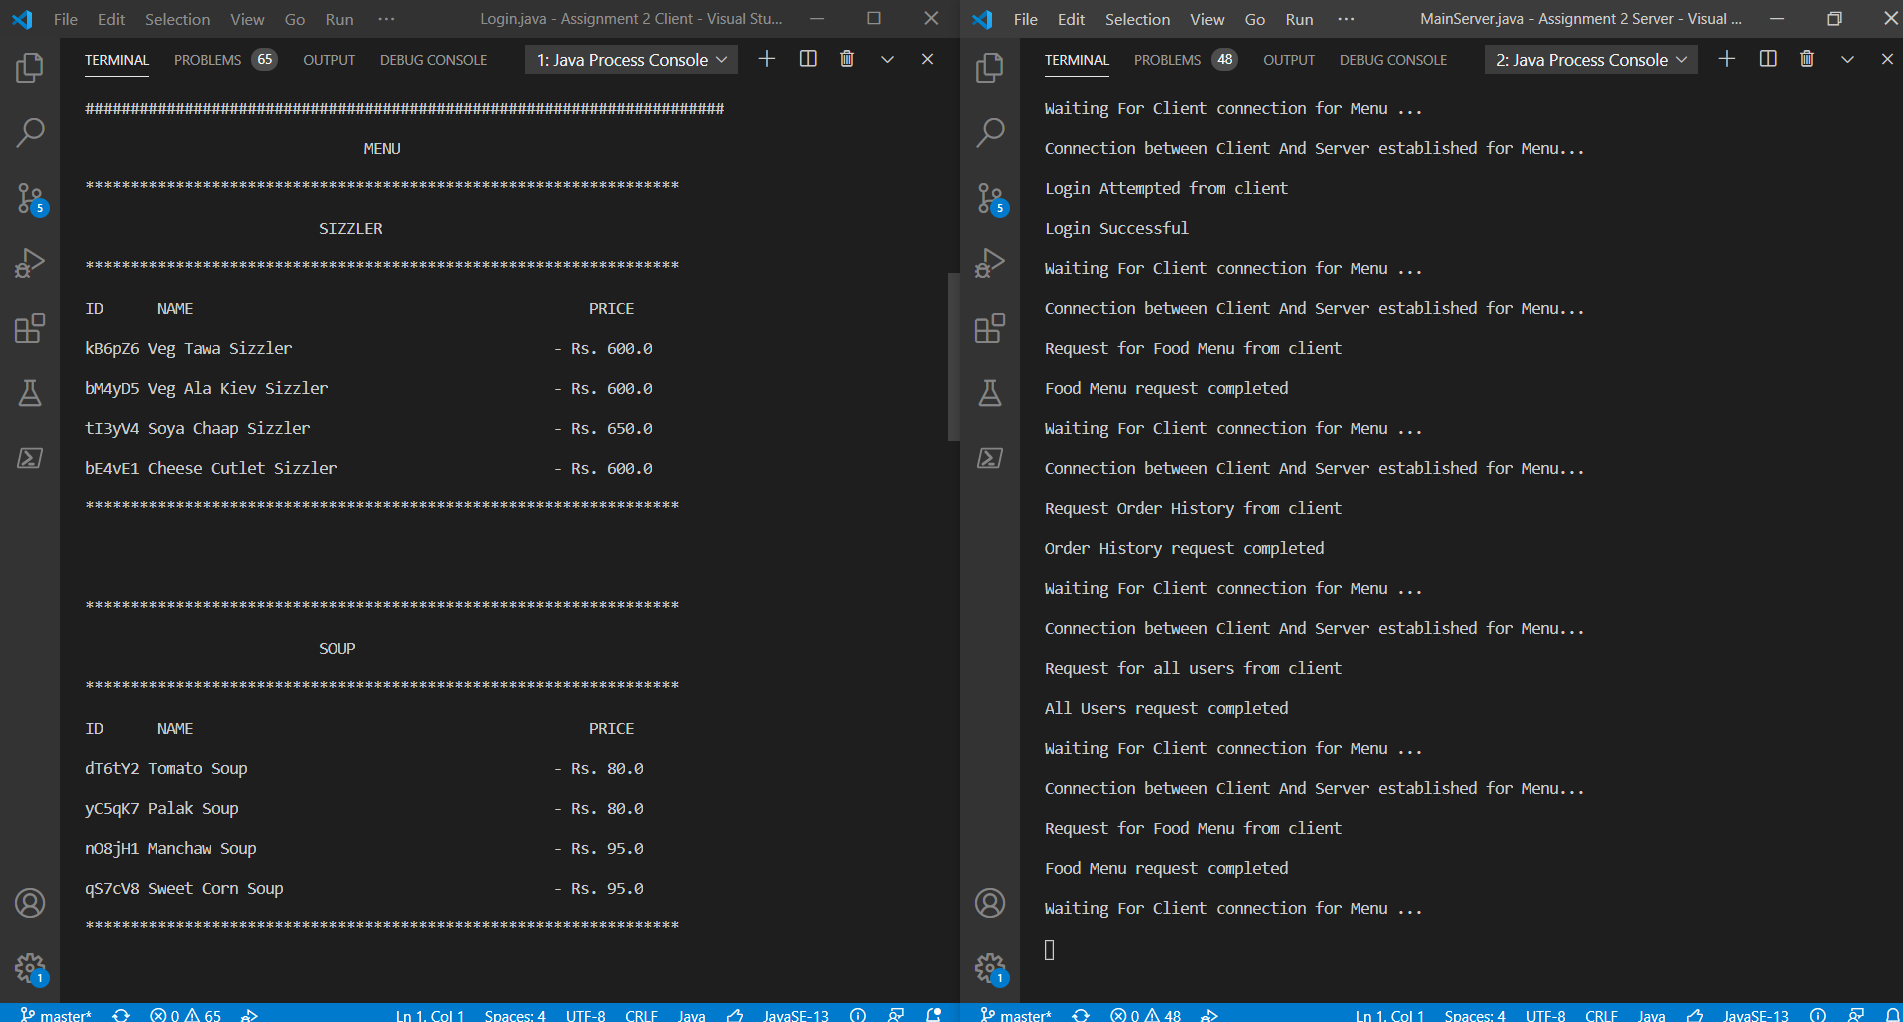 File Edit Selection View Go Run ··· Login.java - Assignment 2 Client - Visual Stu...
TERMINAL PROBLEMS 65 OUTPUT DEBUG CONSOLE 1: Java Process Console
#######################################################################
MENU
******************************************************************
SIZZLER
******************************************************************
ID NAME PRICE
kB6pZ6 Veg Tawa Sizzler - Rs. 600.0
bM4yD5 Veg Ala Kiev Sizzler - Rs. 600.0
tI3yV4 Soya Chaap Sizzler - Rs. 650.0
bE4vE1 Cheese Cutlet Sizzler - Rs. 600.0
******************************************************************
******************************************************************
SOUP
******************************************************************
ID NAME PRICE
dT6tY2 Tomato Soup - Rs. 80.0
yC5qK7 Palak Soup - Rs. 80.0
nO8jH1 Manchaw Soup - Rs. 95.0
qS7cV8 Sweet Corn Soup - Rs. 95.0
******************************************************************
5
1
master* 0 65 Ln 1, Col 1 Spaces: 4 UTF-8 CRLF Java JavaSE-13
File Edit Selection View Go Run ··· MainServer.java - Assignment 2 Server - Visual ...
TERMINAL PROBLEMS 48 OUTPUT DEBUG CONSOLE 2: Java Process Console
Waiting For Client connection for Menu ...
Connection between Client And Server established for Menu...
Login Attempted from client
Login Successful
Waiting For Client connection for Menu ...
Connection between Client And Server established for Menu...
Request for Food Menu from client
Food Menu request completed
Waiting For Client connection for Menu ...
Connection between Client And Server established for Menu...
Request Order History from client
Order History request completed
Waiting For Client connection for Menu ...
Connection between Client And Server established for Menu...
Request for all users from client
All Users request completed
Waiting For Client connection for Menu ...
Connection between Client And Server established for Menu...
Request for Food Menu from client
Food Menu request completed
Waiting For Client connection for Menu ...
5
1
master* 0 48 Ln 1, Col 1 Spaces: 4 UTF-8 CRLF Java JavaSE-13